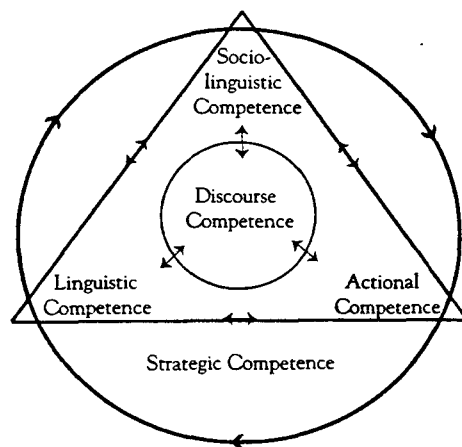 Socio-
linguistic
Competence
Discourse
Competence
Linguistic
Competence
Actional
Competence
Strategic Competence